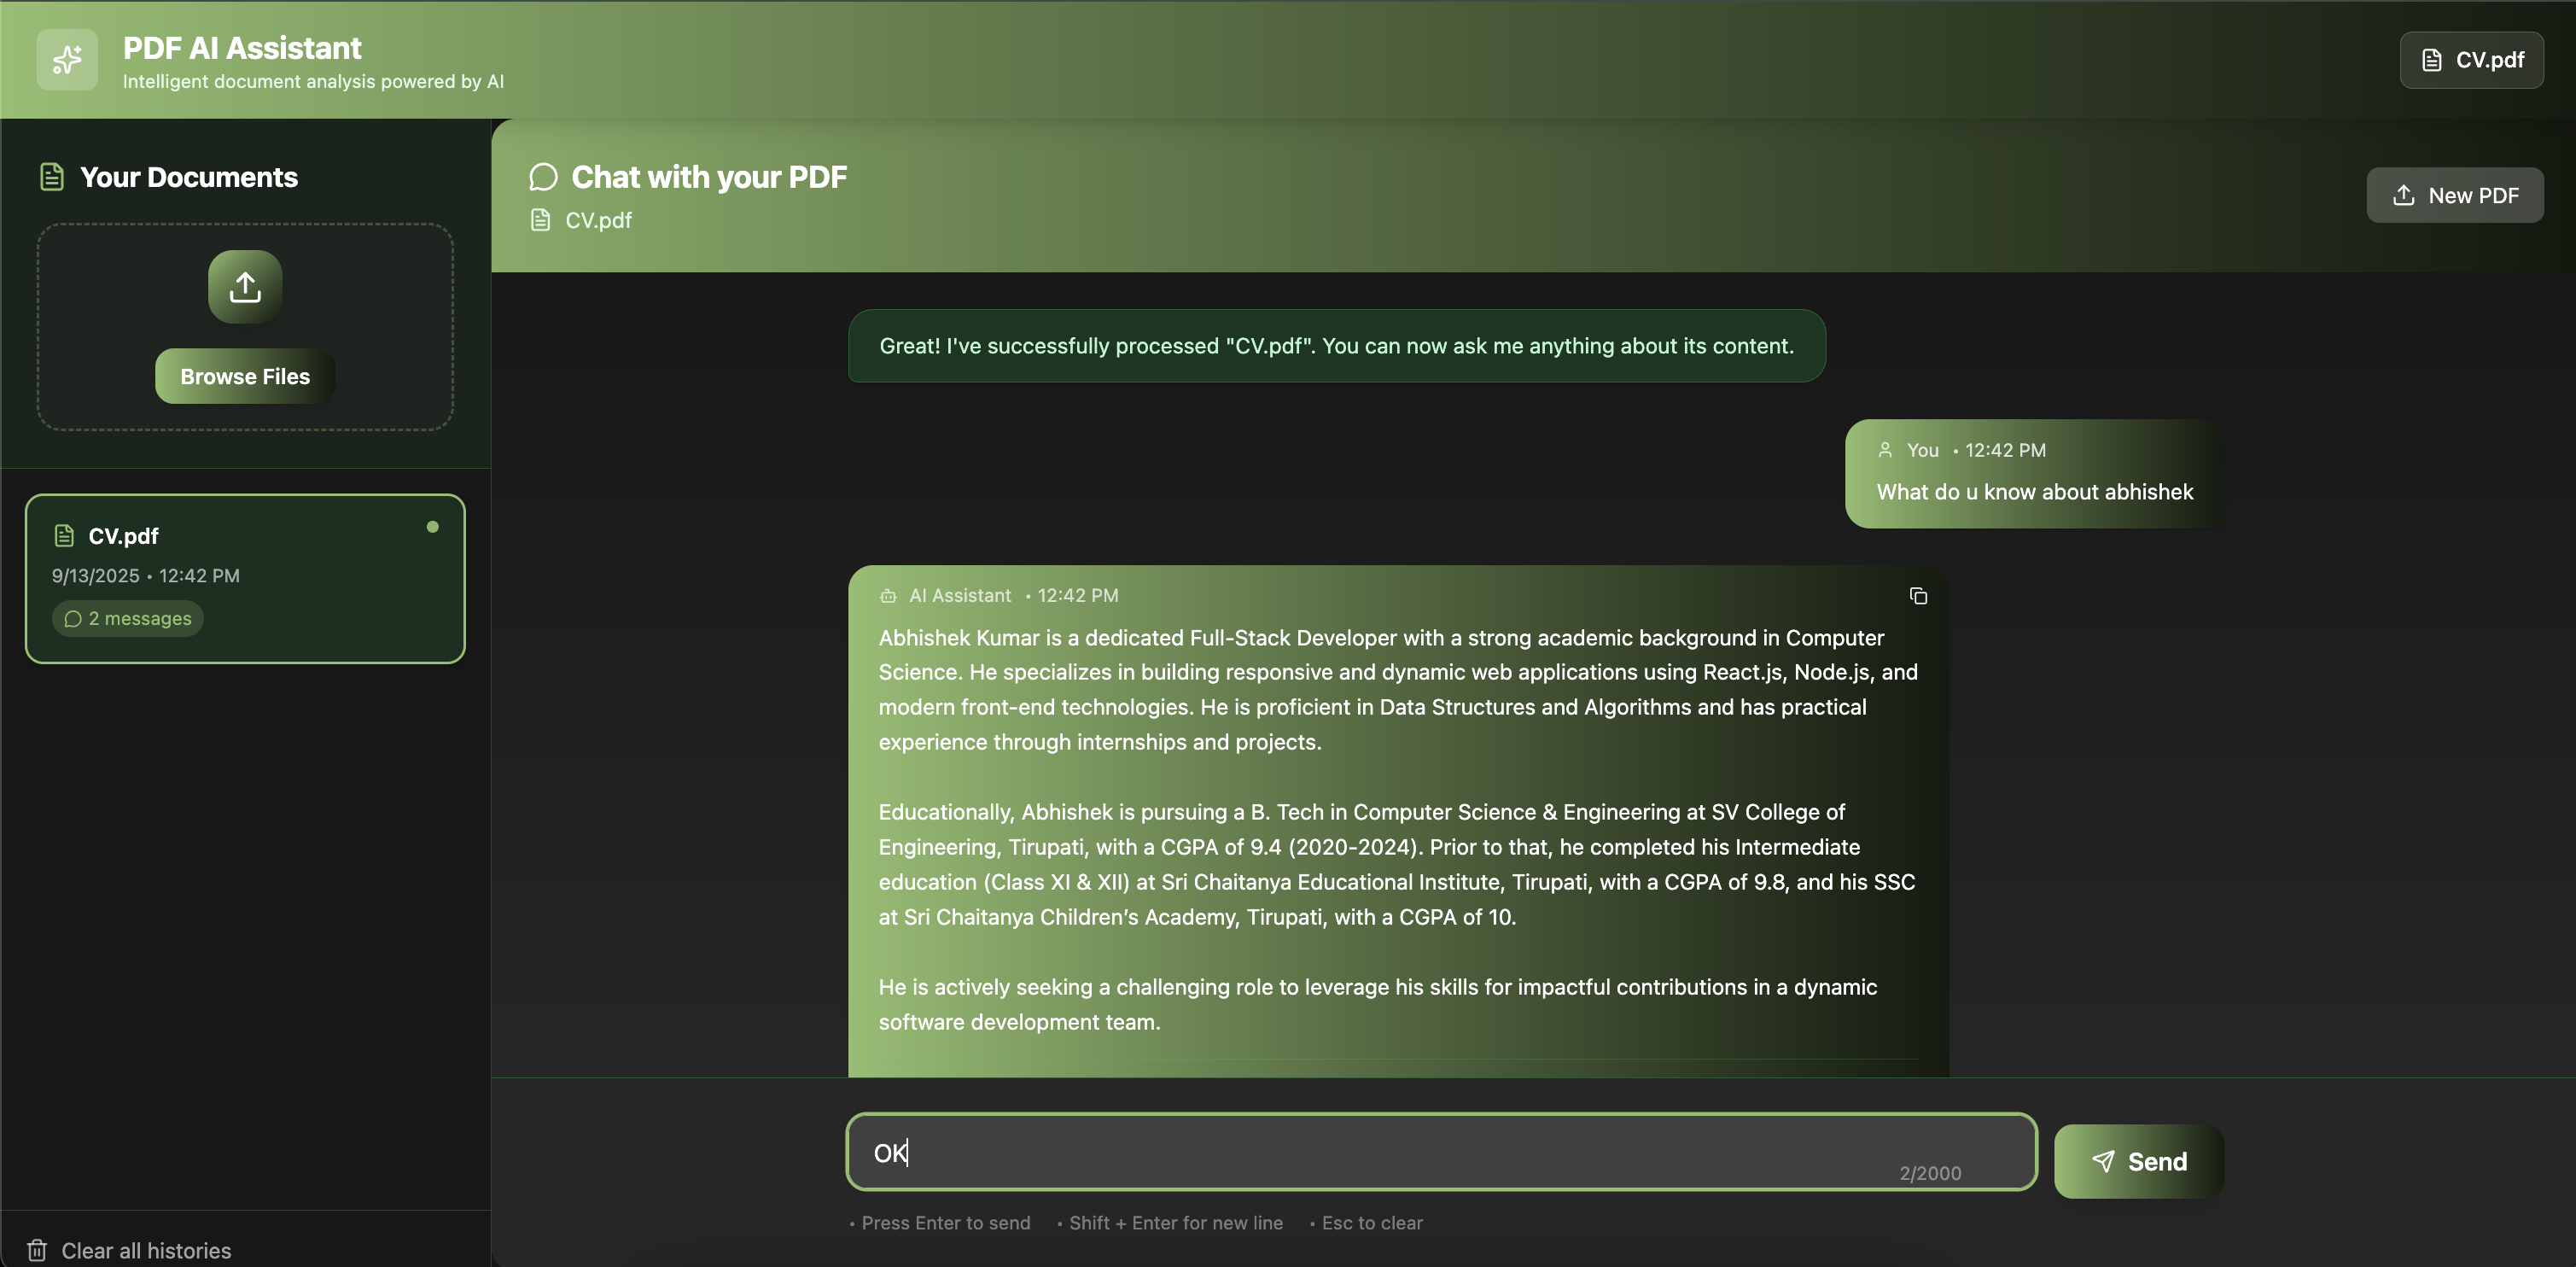 PDF AI Assistant
Intelligent document analysis powered by AI
CV.pdf
Your Documents
Browse Files
CV.pdf
9/13/2025 • 12:42 PM
2 messages
Clear all histories
Chat with your PDF
CV.pdf
New PDF
Great! I've successfully processed "CV.pdf". You can now ask me anything about its content.
You • 12:42 PM
What do u know about abhishek
AI Assistant • 12:42 PM
Abhishek Kumar is a dedicated Full-Stack Developer with a strong academic background in Computer
Science. He specializes in building responsive and dynamic web applications using React.js, Node.js, and
modern front-end technologies. He is proficient in Data Structures and Algorithms and has practical
experience through internships and projects.
Educationally, Abhishek is pursuing a B. Tech in Computer Science & Engineering at SV College of
Engineering, Tirupati, with a CGPA of 9.4 (2020-2024). Prior to that, he completed his Intermediate
education (Class XI & XII) at Sri Chaitanya Educational Institute, Tirupati, with a CGPA of 9.8, and his SSC
at Sri Chaitanya Children’s Academy, Tirupati, with a CGPA of 10.
He is actively seeking a challenging role to leverage his skills for impactful contributions in a dynamic
software development team.
OK
2/2000
Send
• Press Enter to send • Shift + Enter for new line • Esc to clear